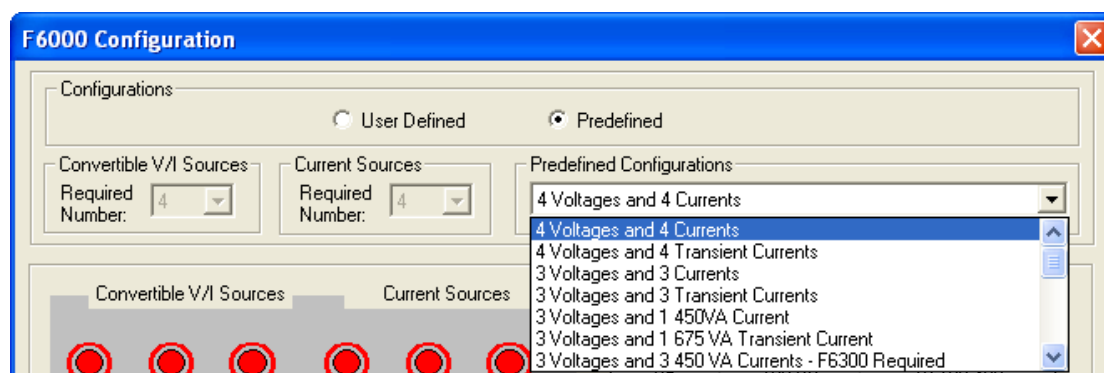 F6000 Configuration
Configurations
User Defined
Predefined
Convertible V/I Sources
Current Sources
Predefined Configurations
Required Number:
4
Required Number:
4
4 Voltages and 4 Currents
4 Voltages and 4 Currents
4 Voltages and 4 Transient Currents
3 Voltages and 3 Currents
3 Voltages and 3 Transient Currents
3 Voltages and 1 450VA Current
3 Voltages and 1 675 VA Transient Current
3 Voltages and 3 450 VA Currents - F6300 Required
Convertible V/I Sources
Current Sources